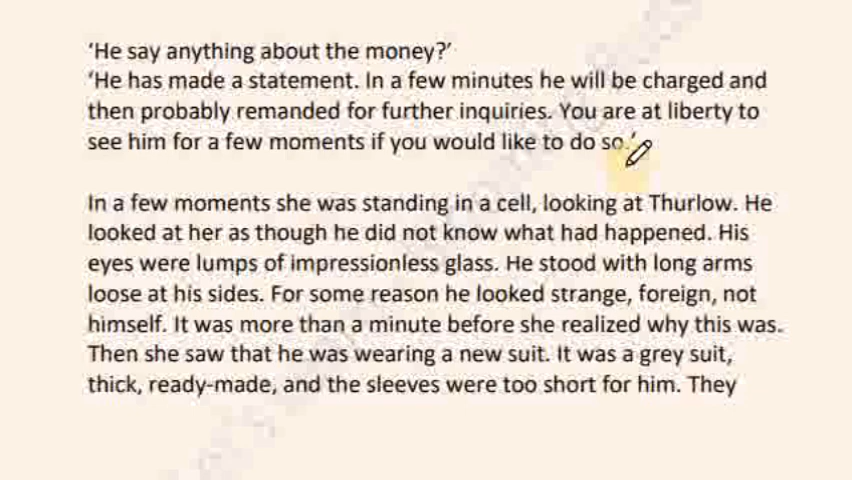 ‘He say anything about the money?’
‘He has made a statement. In a few minutes he will be charged and
then probably remanded for further inquiries. You are at liberty to
see him for a few moments if you would like to do so.’
In a few moments she was standing in a cell, looking at Thurlow. He
looked at her as though he did not know what had happened. His
eyes were lumps of impressionless glass. He stood with long arms
loose at his sides. For some reason he looked strange, foreign, not
himself. It was more than a minute before she realized why this was.
Then she saw that he was wearing a new suit. It was a grey suit,
thick, ready-made, and the sleeves were too short for him. They